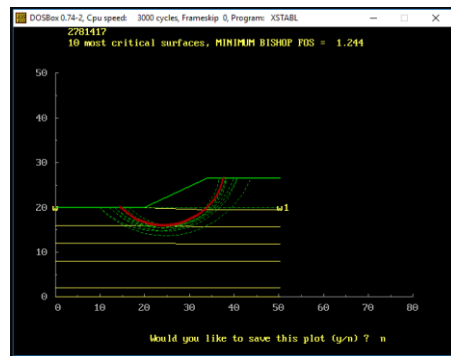 DOSBox 0.74-2, Cpu speed: 3000 cycles, Frameskip 0, Program: XSTABL
2781417
10 most critical surfaces, MINIMUM BISHOP FOS = 1.244
50
40
30
20
w
w1
10
0
0 10 20 30 40 50 60 70 80
Would you like to save this plot (y/n) ? n